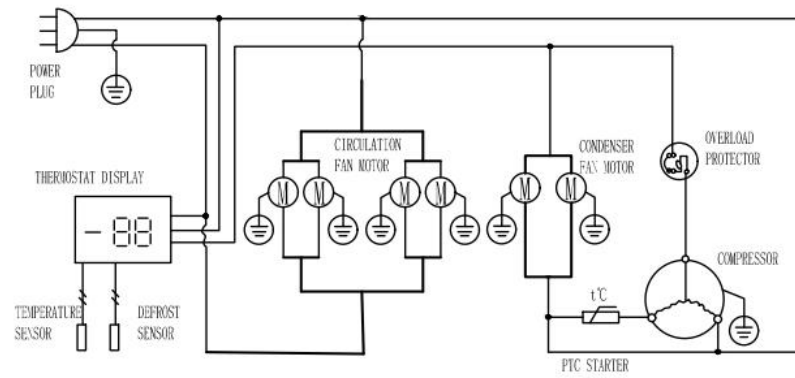 POWER
PLUG
CIRCULATION
FAN MOTOR
CONDENSER
FAN MOTOR
OVERLOAD
PROTECTOR
THERMOSTAT DISPLAY
M
M
M
M
M
M
-88
COMPRESSOR
t℃
TEMPERATURE
SENSOR
DEFROST
SENSOR
PTC STARTER